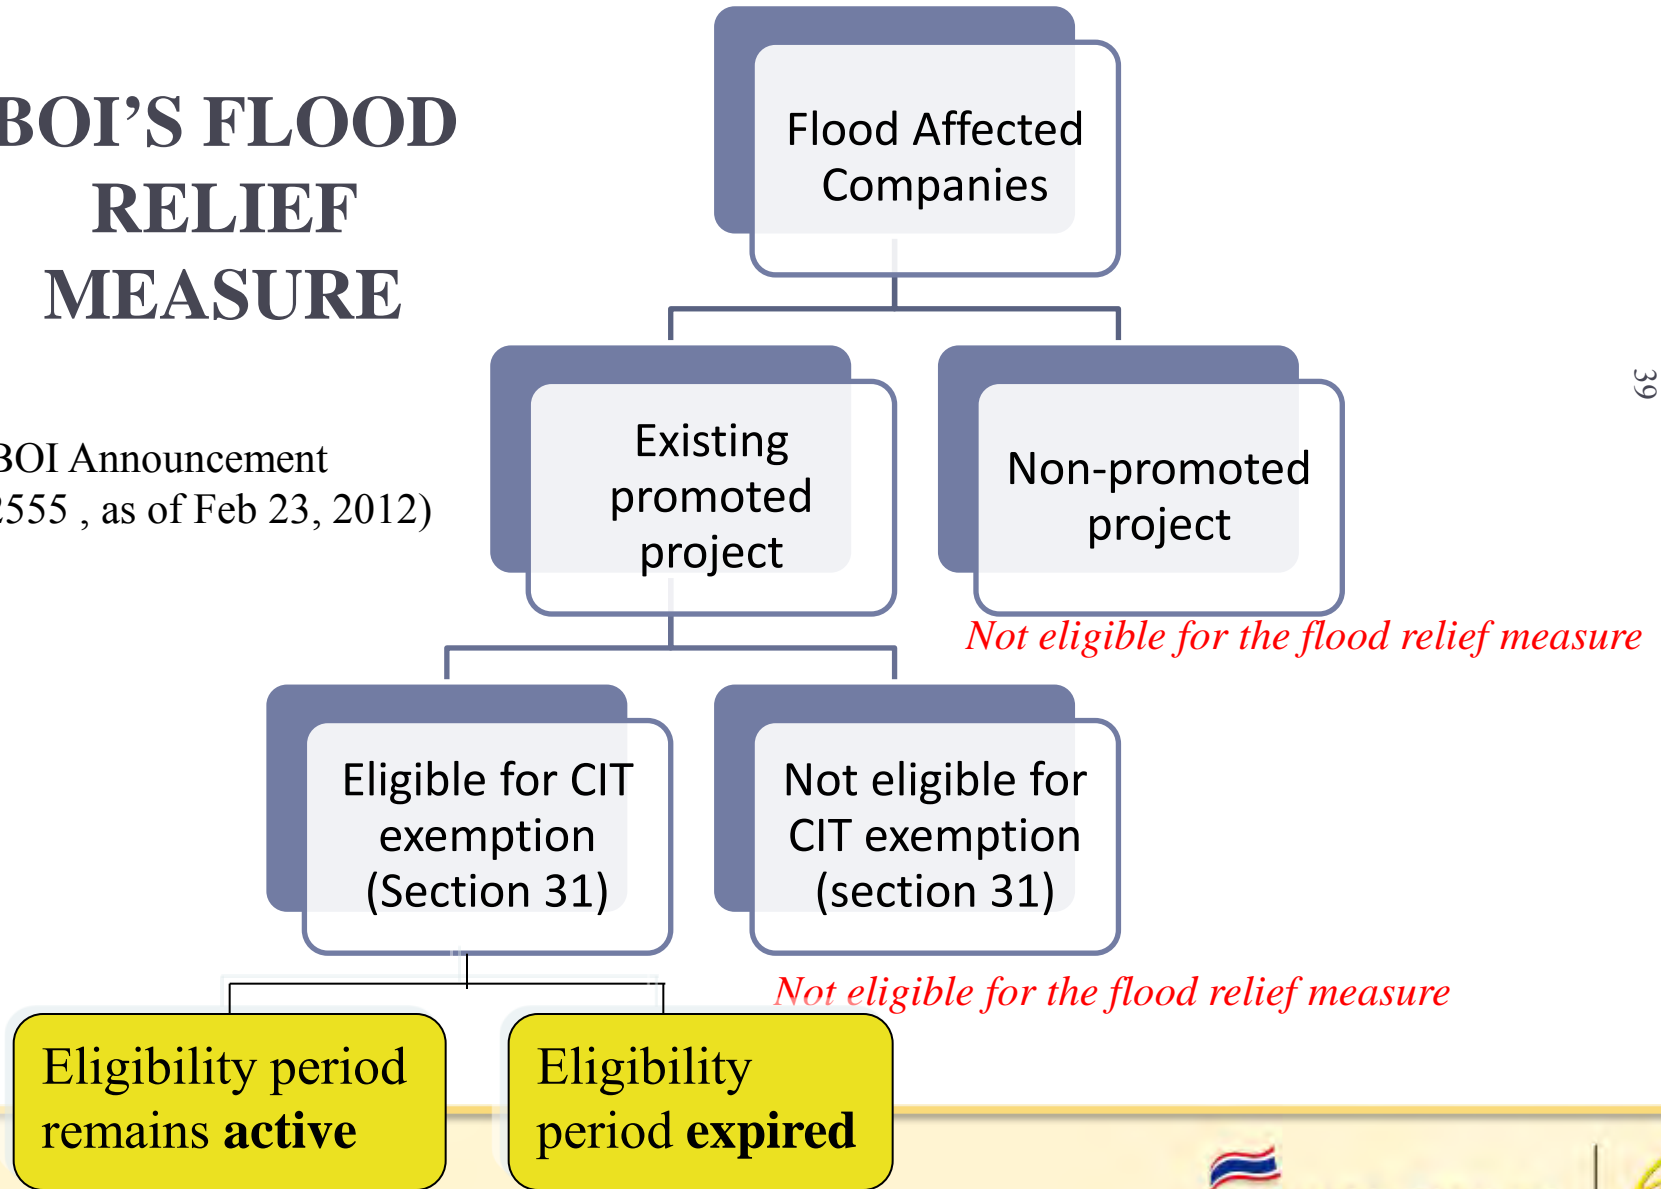 BOI’S FLOOD
RELIEF
MEASURE
BOI Announcement
2555 , as of Feb 23, 2012)
Flood Affected
Companies
Existing
promoted
project
Non-promoted
project
39
Not eligible for the flood relief measure
Eligible for CIT
exemption
(Section 31)
Not eligible for
CIT exemption
(section 31)
Not eligible for the flood relief measure
Eligibility period
remains active
Eligibility
period expired